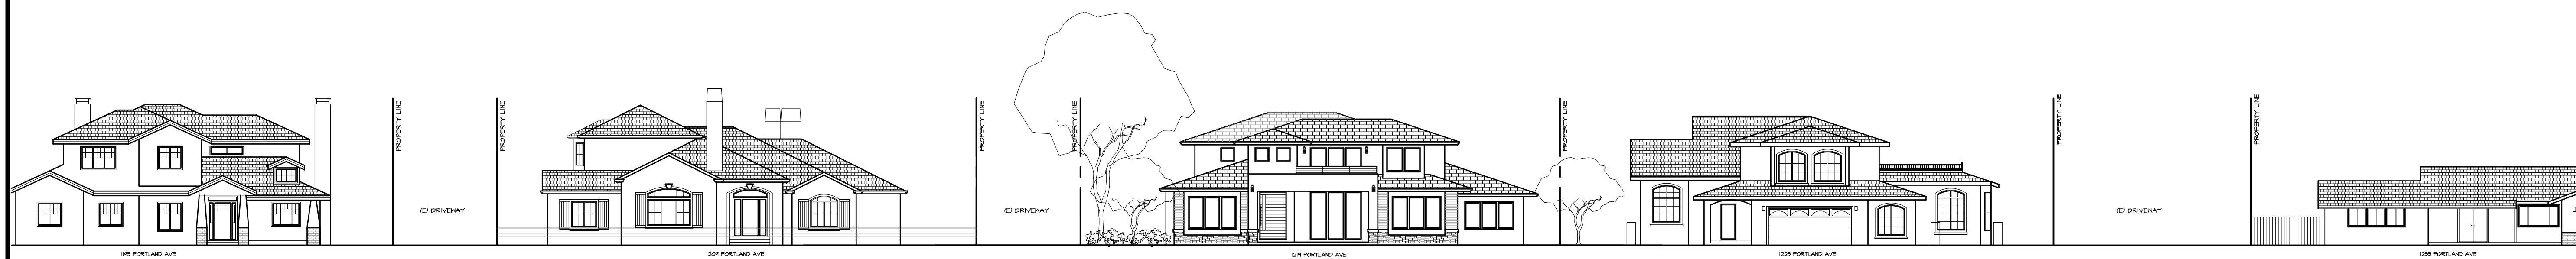 PROPERTY LINE
PROPERTY LINE
PROPERTY LINE
PROPERTY LINE
PROPERTY LINE
PROPERTY LINE
PROPERTY LINE
(E) DRIVEWAY
(E) DRIVEWAY
(E) DRIVEWAY
1195 PORTLAND AVE
1209 PORTLAND AVE
1219 PORTLAND AVE
1225 PORTLAND AVE
1255 PORTLAND AVE